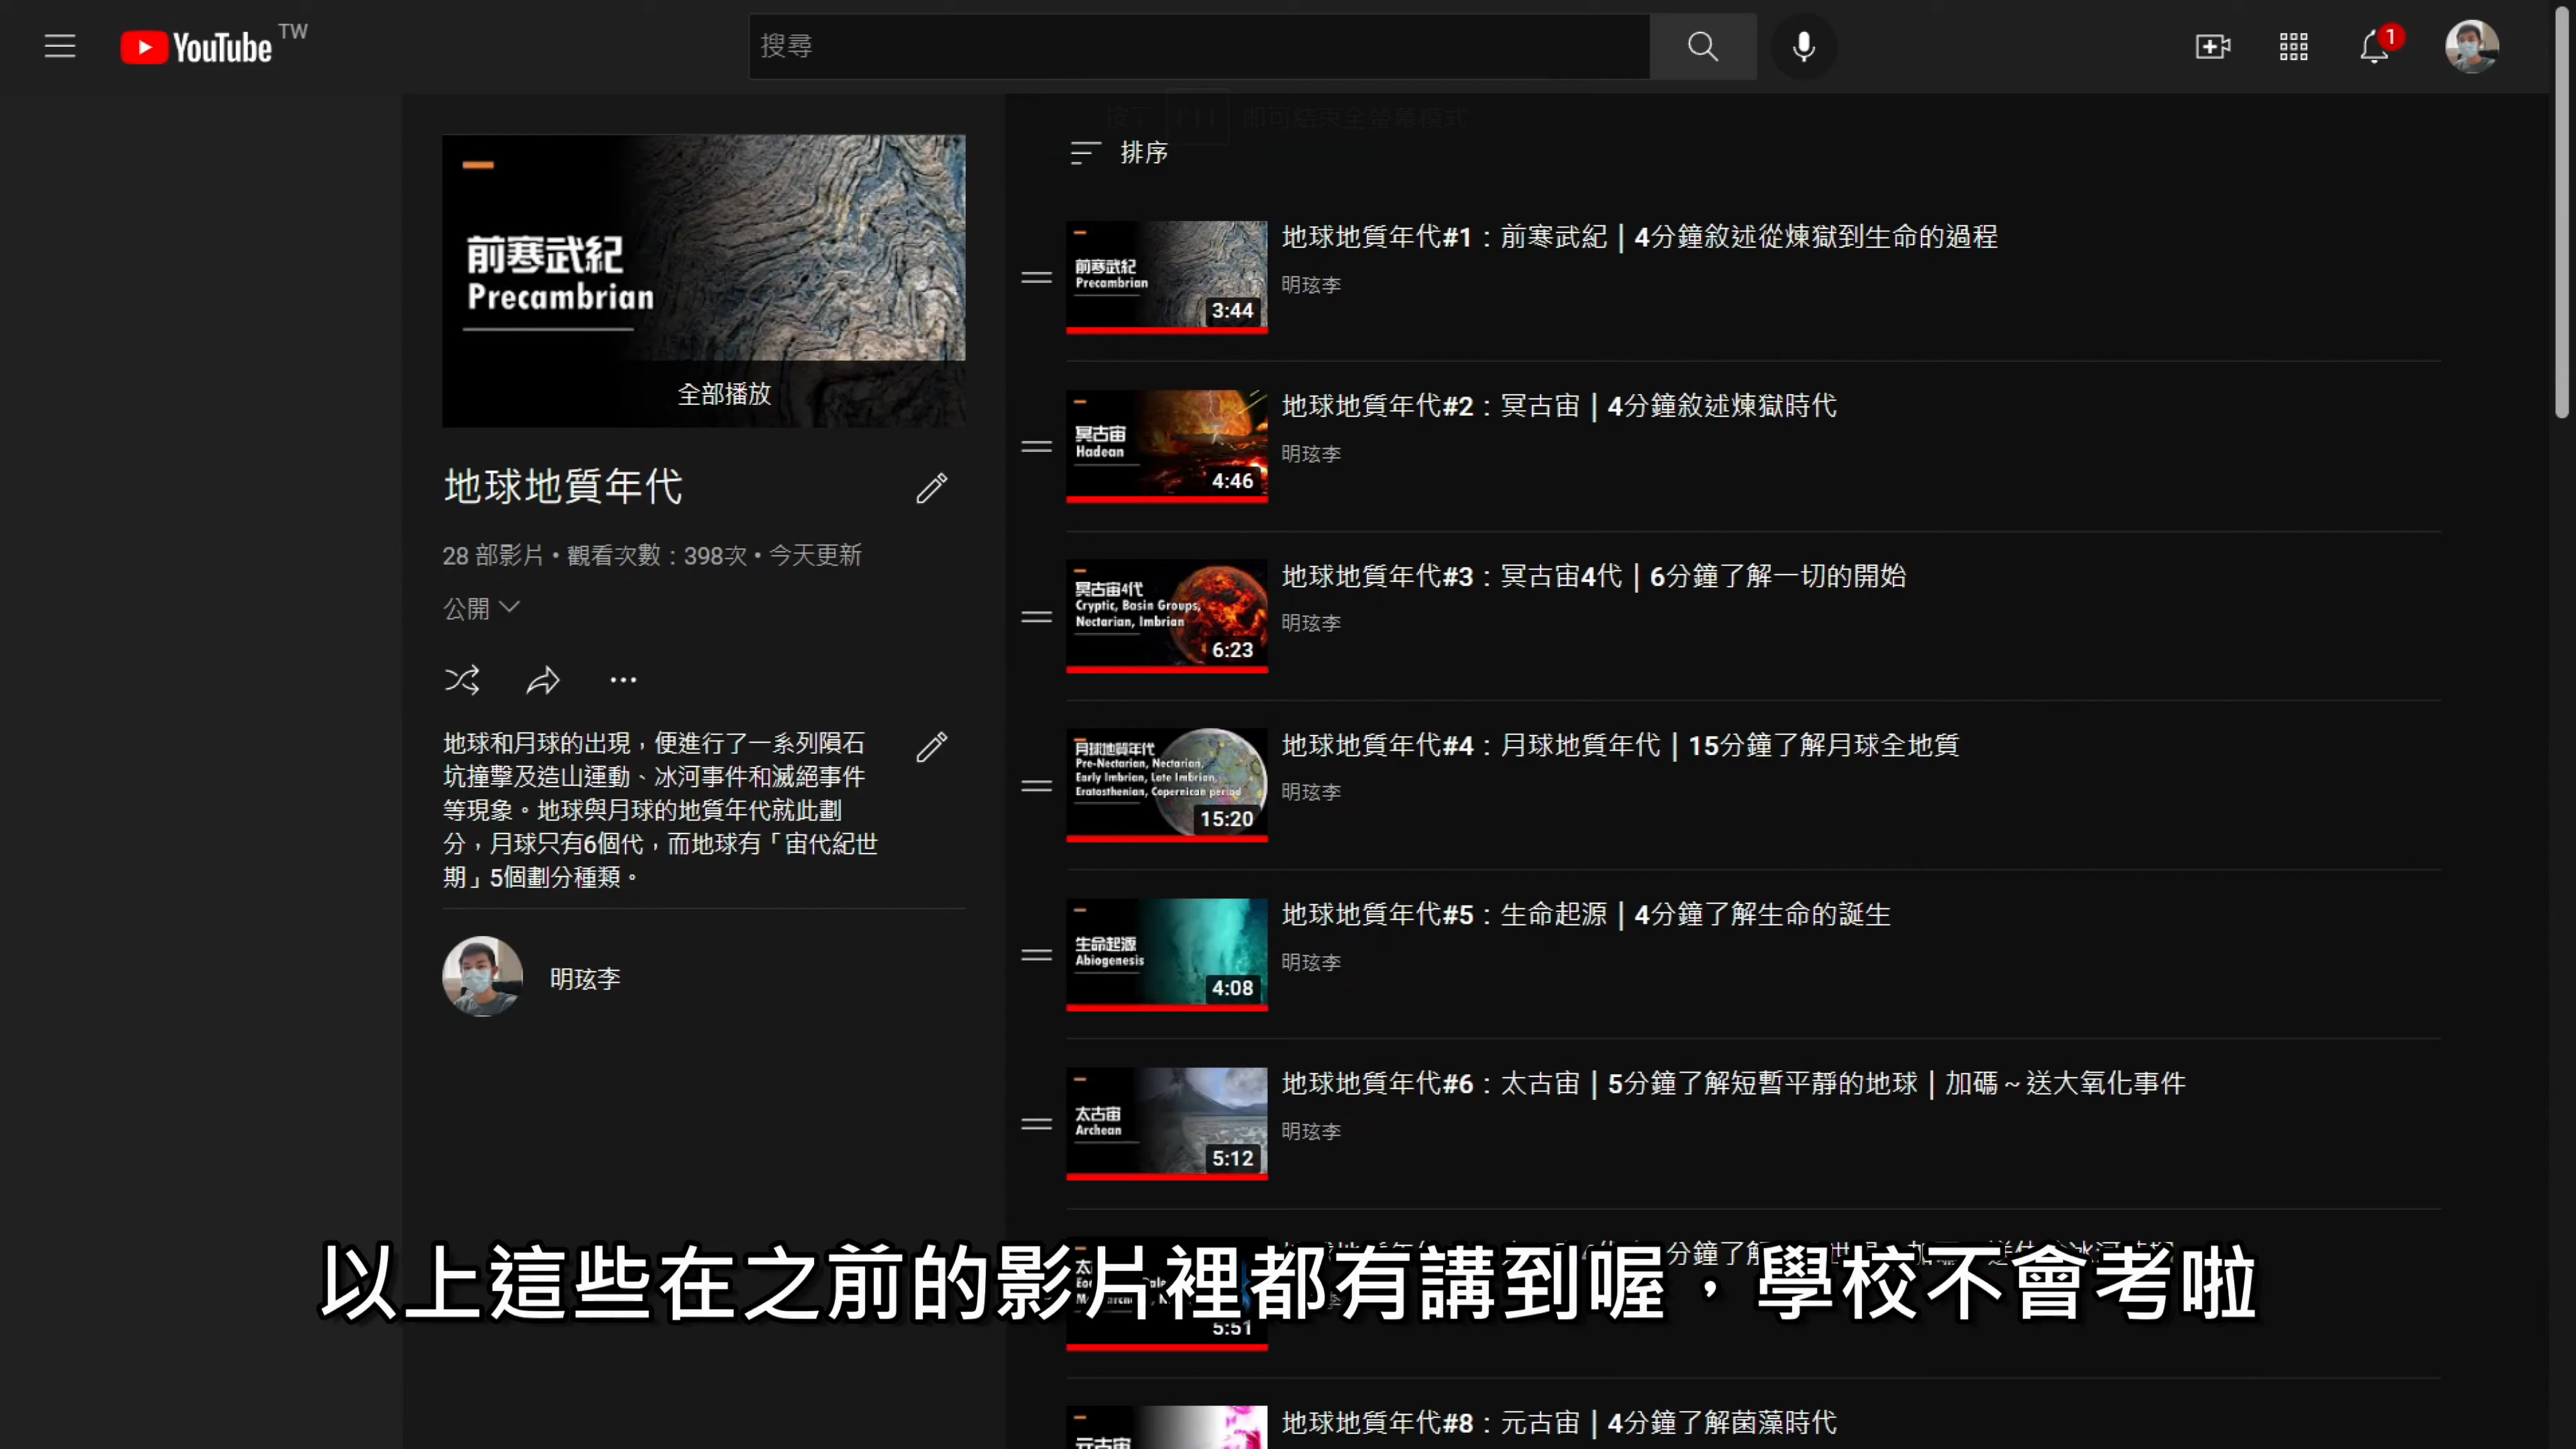 YouTube TW
搜尋
1
前寒武紀
Precambrian
全部播放
地球地質年代
28 部影片 • 觀看次數：398次 • 今天更新
公開
地球和月球的出現，便進行了一系列隕石
坑撞擊及造山運動、冰河事件和滅絕事件
等現象。地球與月球的地質年代就此劃
分，月球只有6個代，而地球有「宙代紀世
期」5個劃分種類。
明玹李
按下 F11 即可結束全螢幕模式
排序
前寒武紀
Precambrian
3:44
地球地質年代#1：前寒武紀 | 4分鐘敘述從煉獄到生命的過程
明玹李
冥古宙
Hadean
4:46
地球地質年代#2：冥古宙 | 4分鐘敘述煉獄時代
明玹李
冥古宙4代
Cryptic, Basin Groups,
Nectarian, Imbrian
6:23
地球地質年代#3：冥古宙4代 | 6分鐘了解一切的開始
明玹李
月球地質年代
Pre-Nectarian, Nectarian,
Early Imbrian, Late Imbrian,
Eratosthenian, Copernican period
15:20
地球地質年代#4：月球地質年代 | 15分鐘了解月球全地質
明玹李
生命起源
Abiogenesis
4:08
地球地質年代#5：生命起源 | 4分鐘了解生命的誕生
明玹李
太古宙
Archean
5:12
地球地質年代#6：太古宙 | 5分鐘了解短暫平靜的地球 | 加碼～送大氧化事件
明玹李
5:51
以上這些在之前的影片裡都有講到喔，學校不會考啦
元古宙
地球地質年代#8：元古宙 | 4分鐘了解菌藻時代